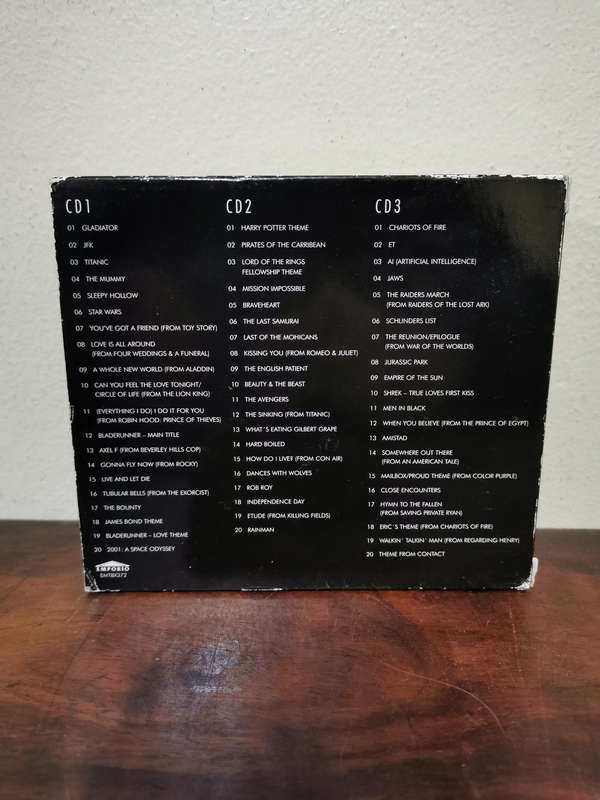 CD1
01 GLADIATOR
02 JFK
03 TITANIC
04 THE MUMMY
05 SLEEPY HOLLOW
06 STAR WARS
07 YOU'VE GOT A FRIEND (FROM TOY STORY)
08 LOVE IS ALL AROUND
(FROM FOUR WEDDINGS & A FUNERAL)
09 A WHOLE NEW WORLD (FROM ALADDIN)
10 CAN YOU FEEL THE LOVE TONIGHT/
CIRCLE OF LIFE (FROM THE LION KING)
11 (EVERYTHING I DO) I DO IT FOR YOU
(FROM ROBIN HOOD: PRINCE OF THIEVES)
12 BLADERUNNER – MAIN TITLE
13 AXEL F (FROM BEVERLEY HILLS COP)
14 GONNA FLY NOW (FROM ROCKY)
15 LIVE AND LET DIE
16 TUBULAR BELLS (FROM THE EXORCIST)
17 THE BOUNTY
18 JAMES BOND THEME
19 BLADERUNNER – LOVE THEME
20 2001: A SPACE ODYSSEY
EMPORIO
EMTBX372
CD2
01 HARRY POTTER THEME
02 PIRATES OF THE CARRIBEAN
03 LORD OF THE RINGS
FELLOWSHIP THEME
04 MISSION IMPOSSIBLE
05 BRAVEHEART
06 THE LAST SAMURAI
07 LAST OF THE MOHICANS
08 KISSING YOU (FROM ROMEO & JULIET)
09 THE ENGLISH PATIENT
10 BEAUTY & THE BEAST
11 THE AVENGERS
12 THE SINKING (FROM TITANIC)
13 WHAT´S EATING GILBERT GRAPE
14 HARD BOILED
15 HOW DO I LIVE? (FROM CON AIR)
16 DANCES WITH WOLVES
17 ROB ROY
18 INDEPENDENCE DAY
19 ETUDE (FROM KILLING FIELDS)
20 RAINMAN
CD3
01 CHARIOTS OF FIRE
02 ET
03 AI (ARTIFICIAL INTELLIGENCE)
04 JAWS
05 THE RAIDERS MARCH
(FROM RAIDERS OF THE LOST ARK)
06 SCHLINDERS LIST
07 THE REUNION/EPILOGUE
(FROM WAR OF THE WORLDS)
08 JURASSIC PARK
09 EMPIRE OF THE SUN
10 SHREK – TRUE LOVES FIRST KISS
11 MEN IN BLACK
12 WHEN YOU BELIEVE (FROM THE PRINCE OF EGYPT)
13 AMISTAD
14 SOMEWHERE OUT THERE
(FROM AN AMERICAN TALE)
15 MAILBOX/PROUD THEME (FROM COLOR PURPLE)
16 CLOSE ENCOUNTERS
17 HYMN TO THE FALLEN
(FROM SAVING PRIVATE RYAN)
18 ERIC´S THEME (FROM CHARIOTS OF FIRE)
19 WALKIN´ TALKIN´ MAN (FROM REGARDING HENRY)
20 THEME FROM CONTACT